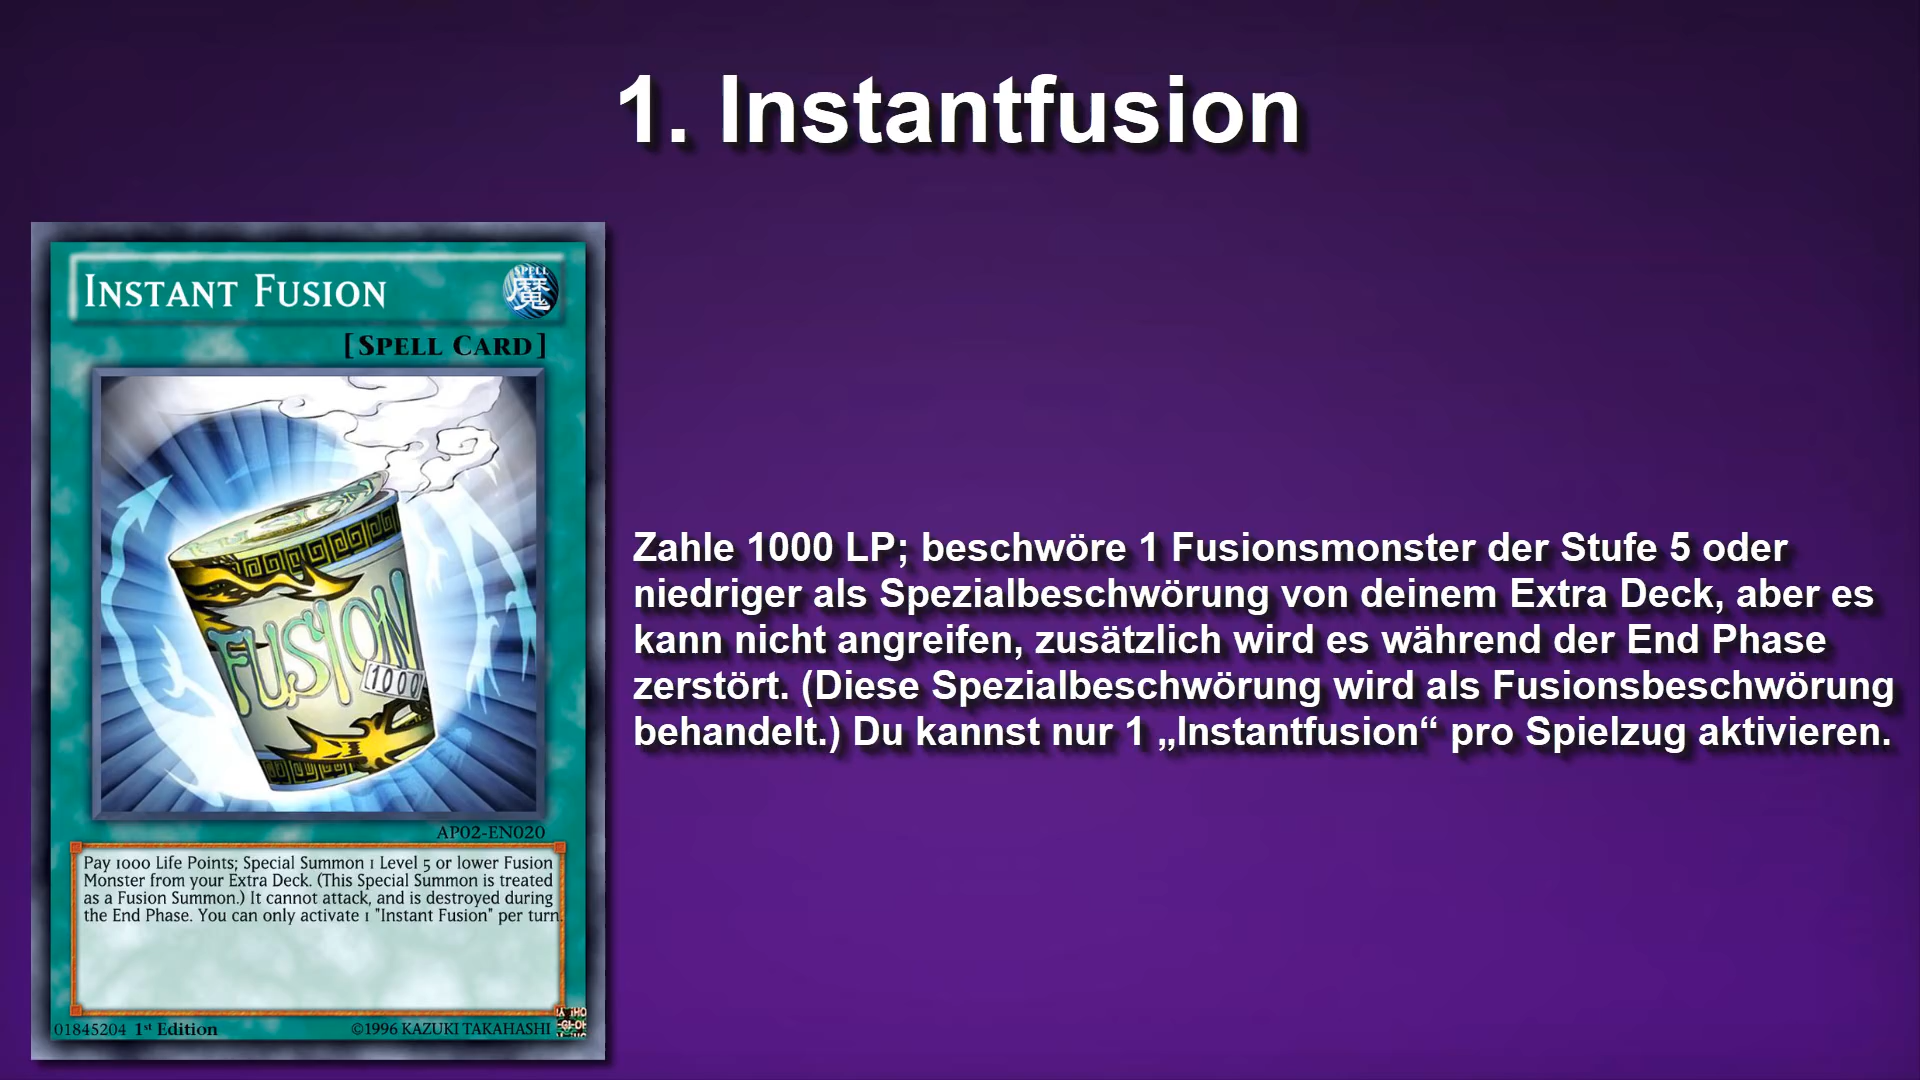 1. Instantfusion
INSTANT FUSION
SPELL
魔
[SPELL CARD]
FUSION
FUSION
1000
AP02-EN020
Pay 1000 Life Points; Special Summon 1 Level 5 or lower Fusion
Monster from your Extra Deck. (This Special Summon is treated
as a Fusion Summon.) It cannot attack, and is destroyed during
the End Phase. You can only activate 1 "Instant Fusion" per turn.
01845204 1st Edition
©1996 KAZUKI TAKAHASHI
Zahle 1000 LP; beschwöre 1 Fusionsmonster der Stufe 5 oder
niedriger als Spezialbeschwörung von deinem Extra Deck, aber es
kann nicht angreifen, zusätzlich wird es während der End Phase
zerstört. (Diese Spezialbeschwörung wird als Fusionsbeschwörung
behandelt.) Du kannst nur 1 „Instantfusion“ pro Spielzug aktivieren.